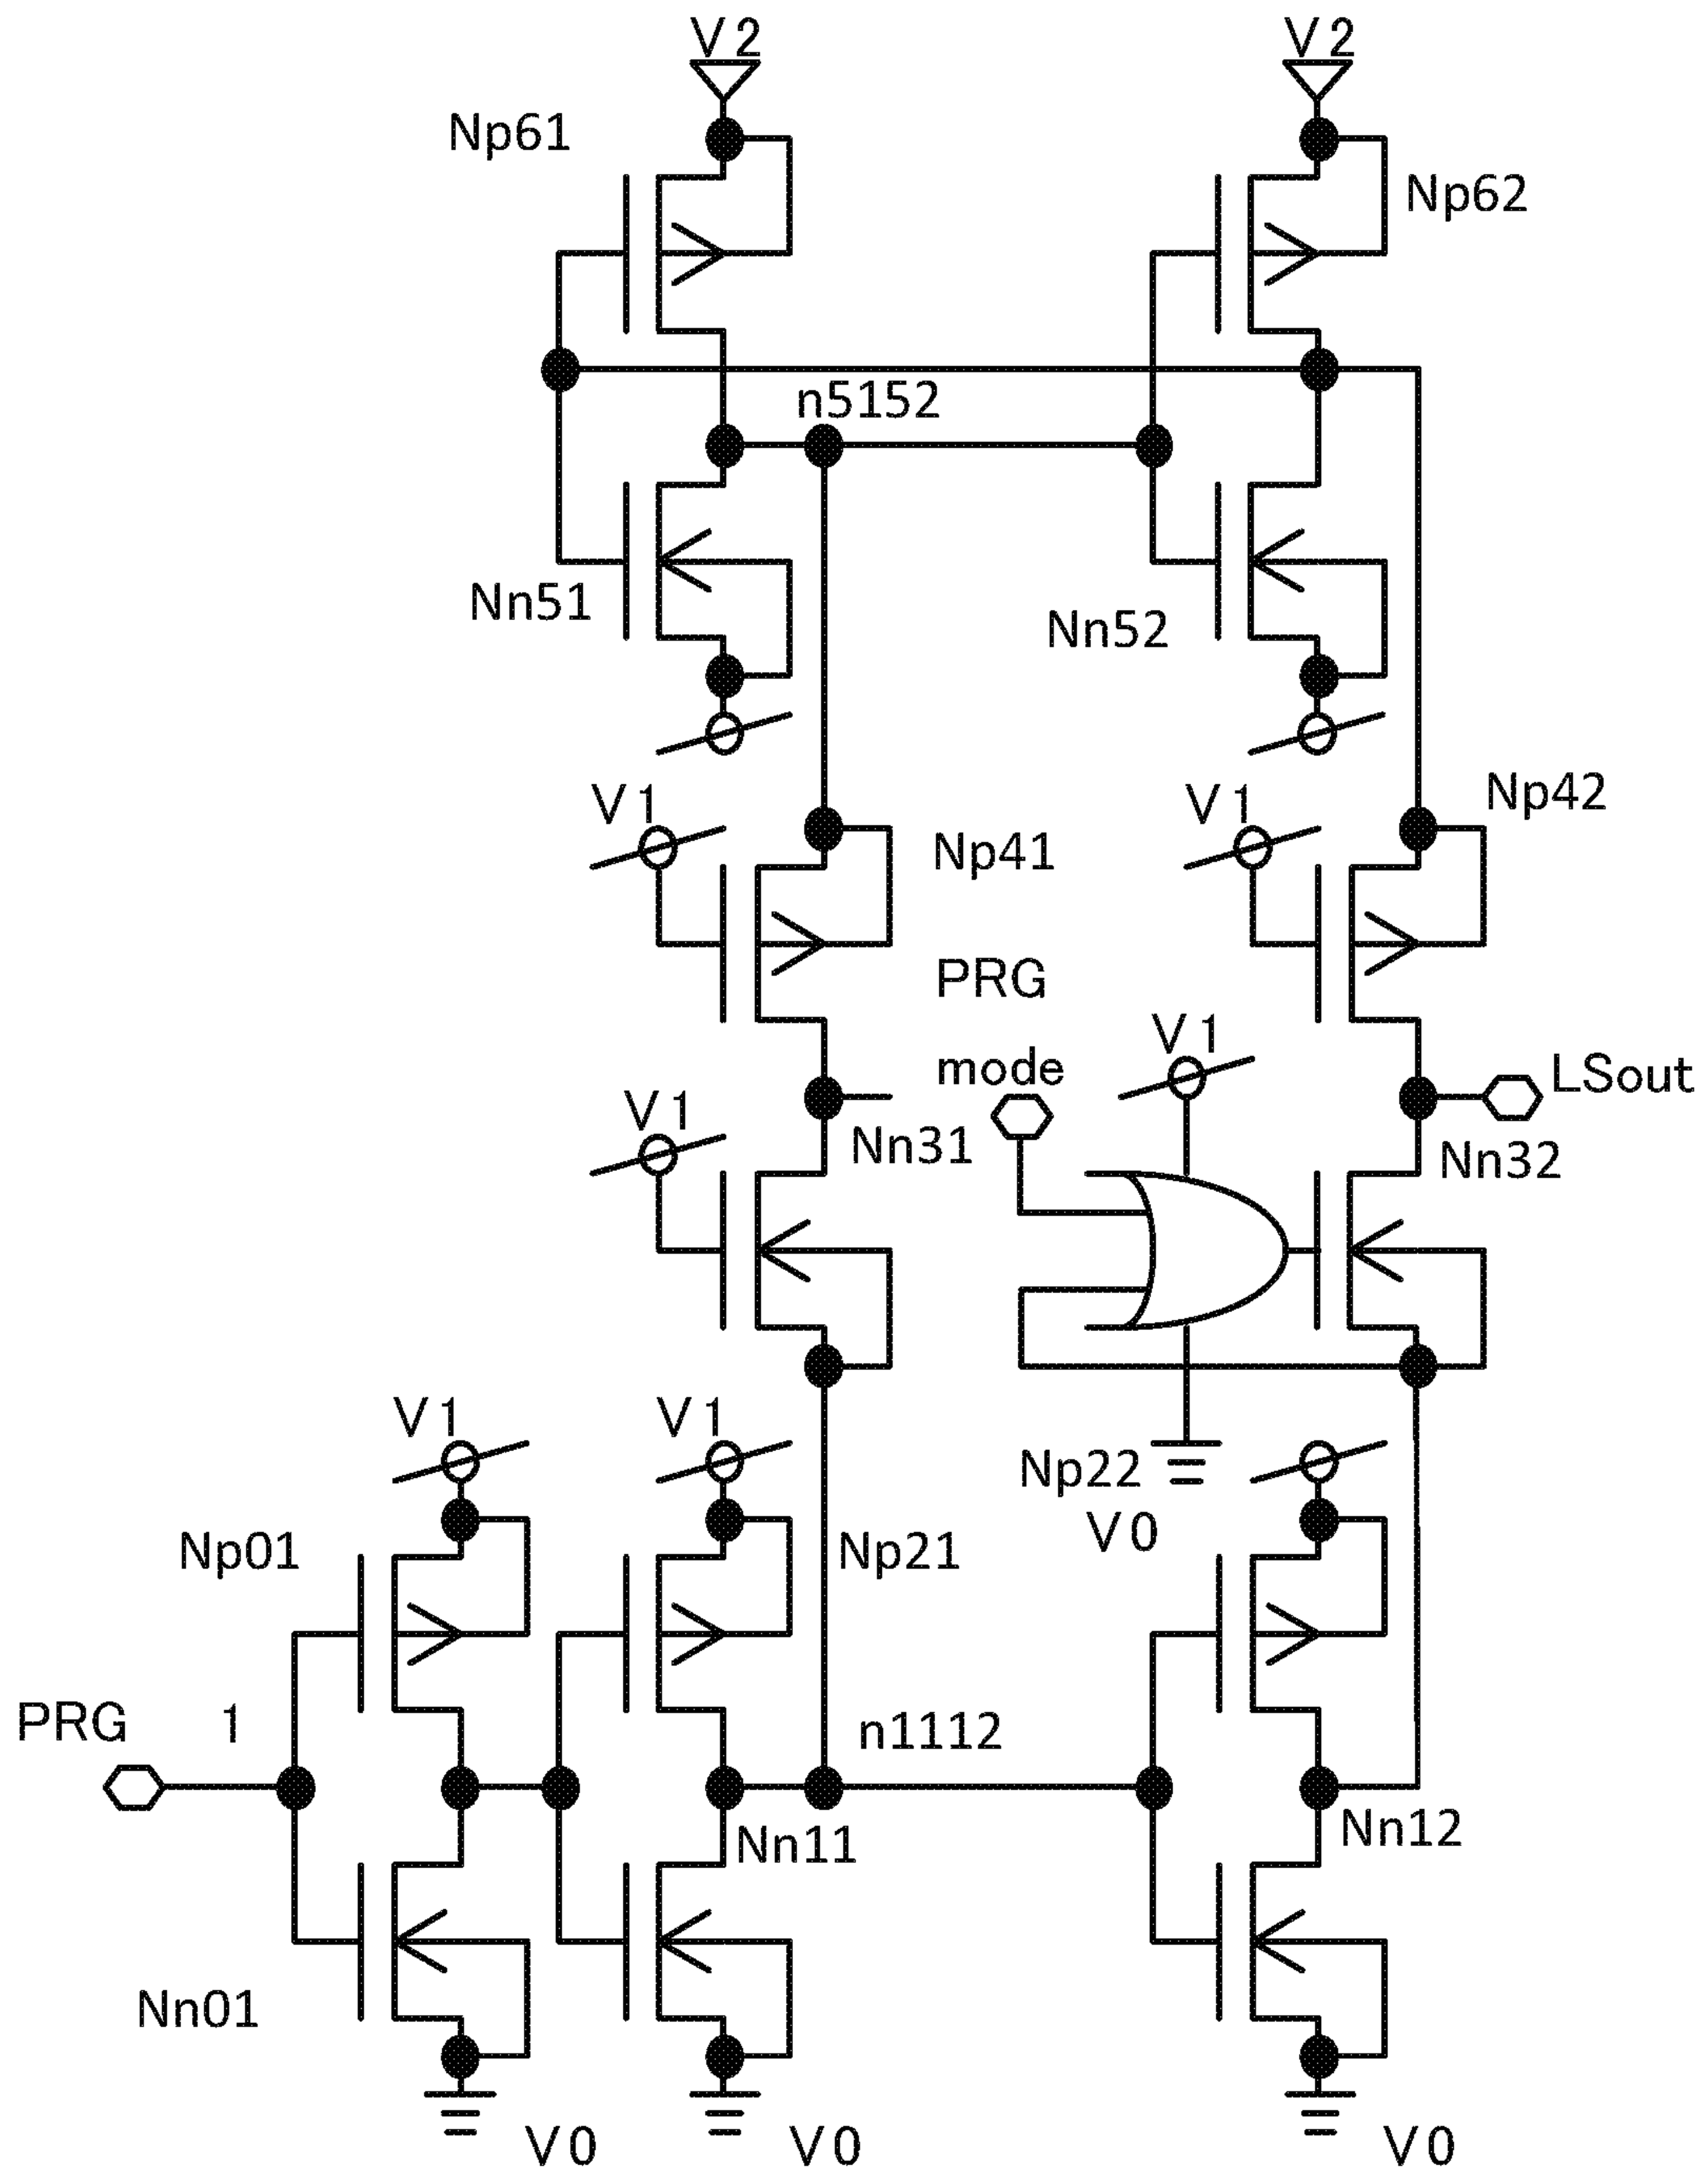 V2 V2
Np61
Np62
n5152
Nn51
Nn52
V1 V1 Np42
Np41
PRG
V1
mode LSout
V1
Nn31 Nn32
V1 V1
Np22
V0
Np01 Np21
PRG 1 n1112
Nn11 Nn12
Nn01
V0 V0 V0